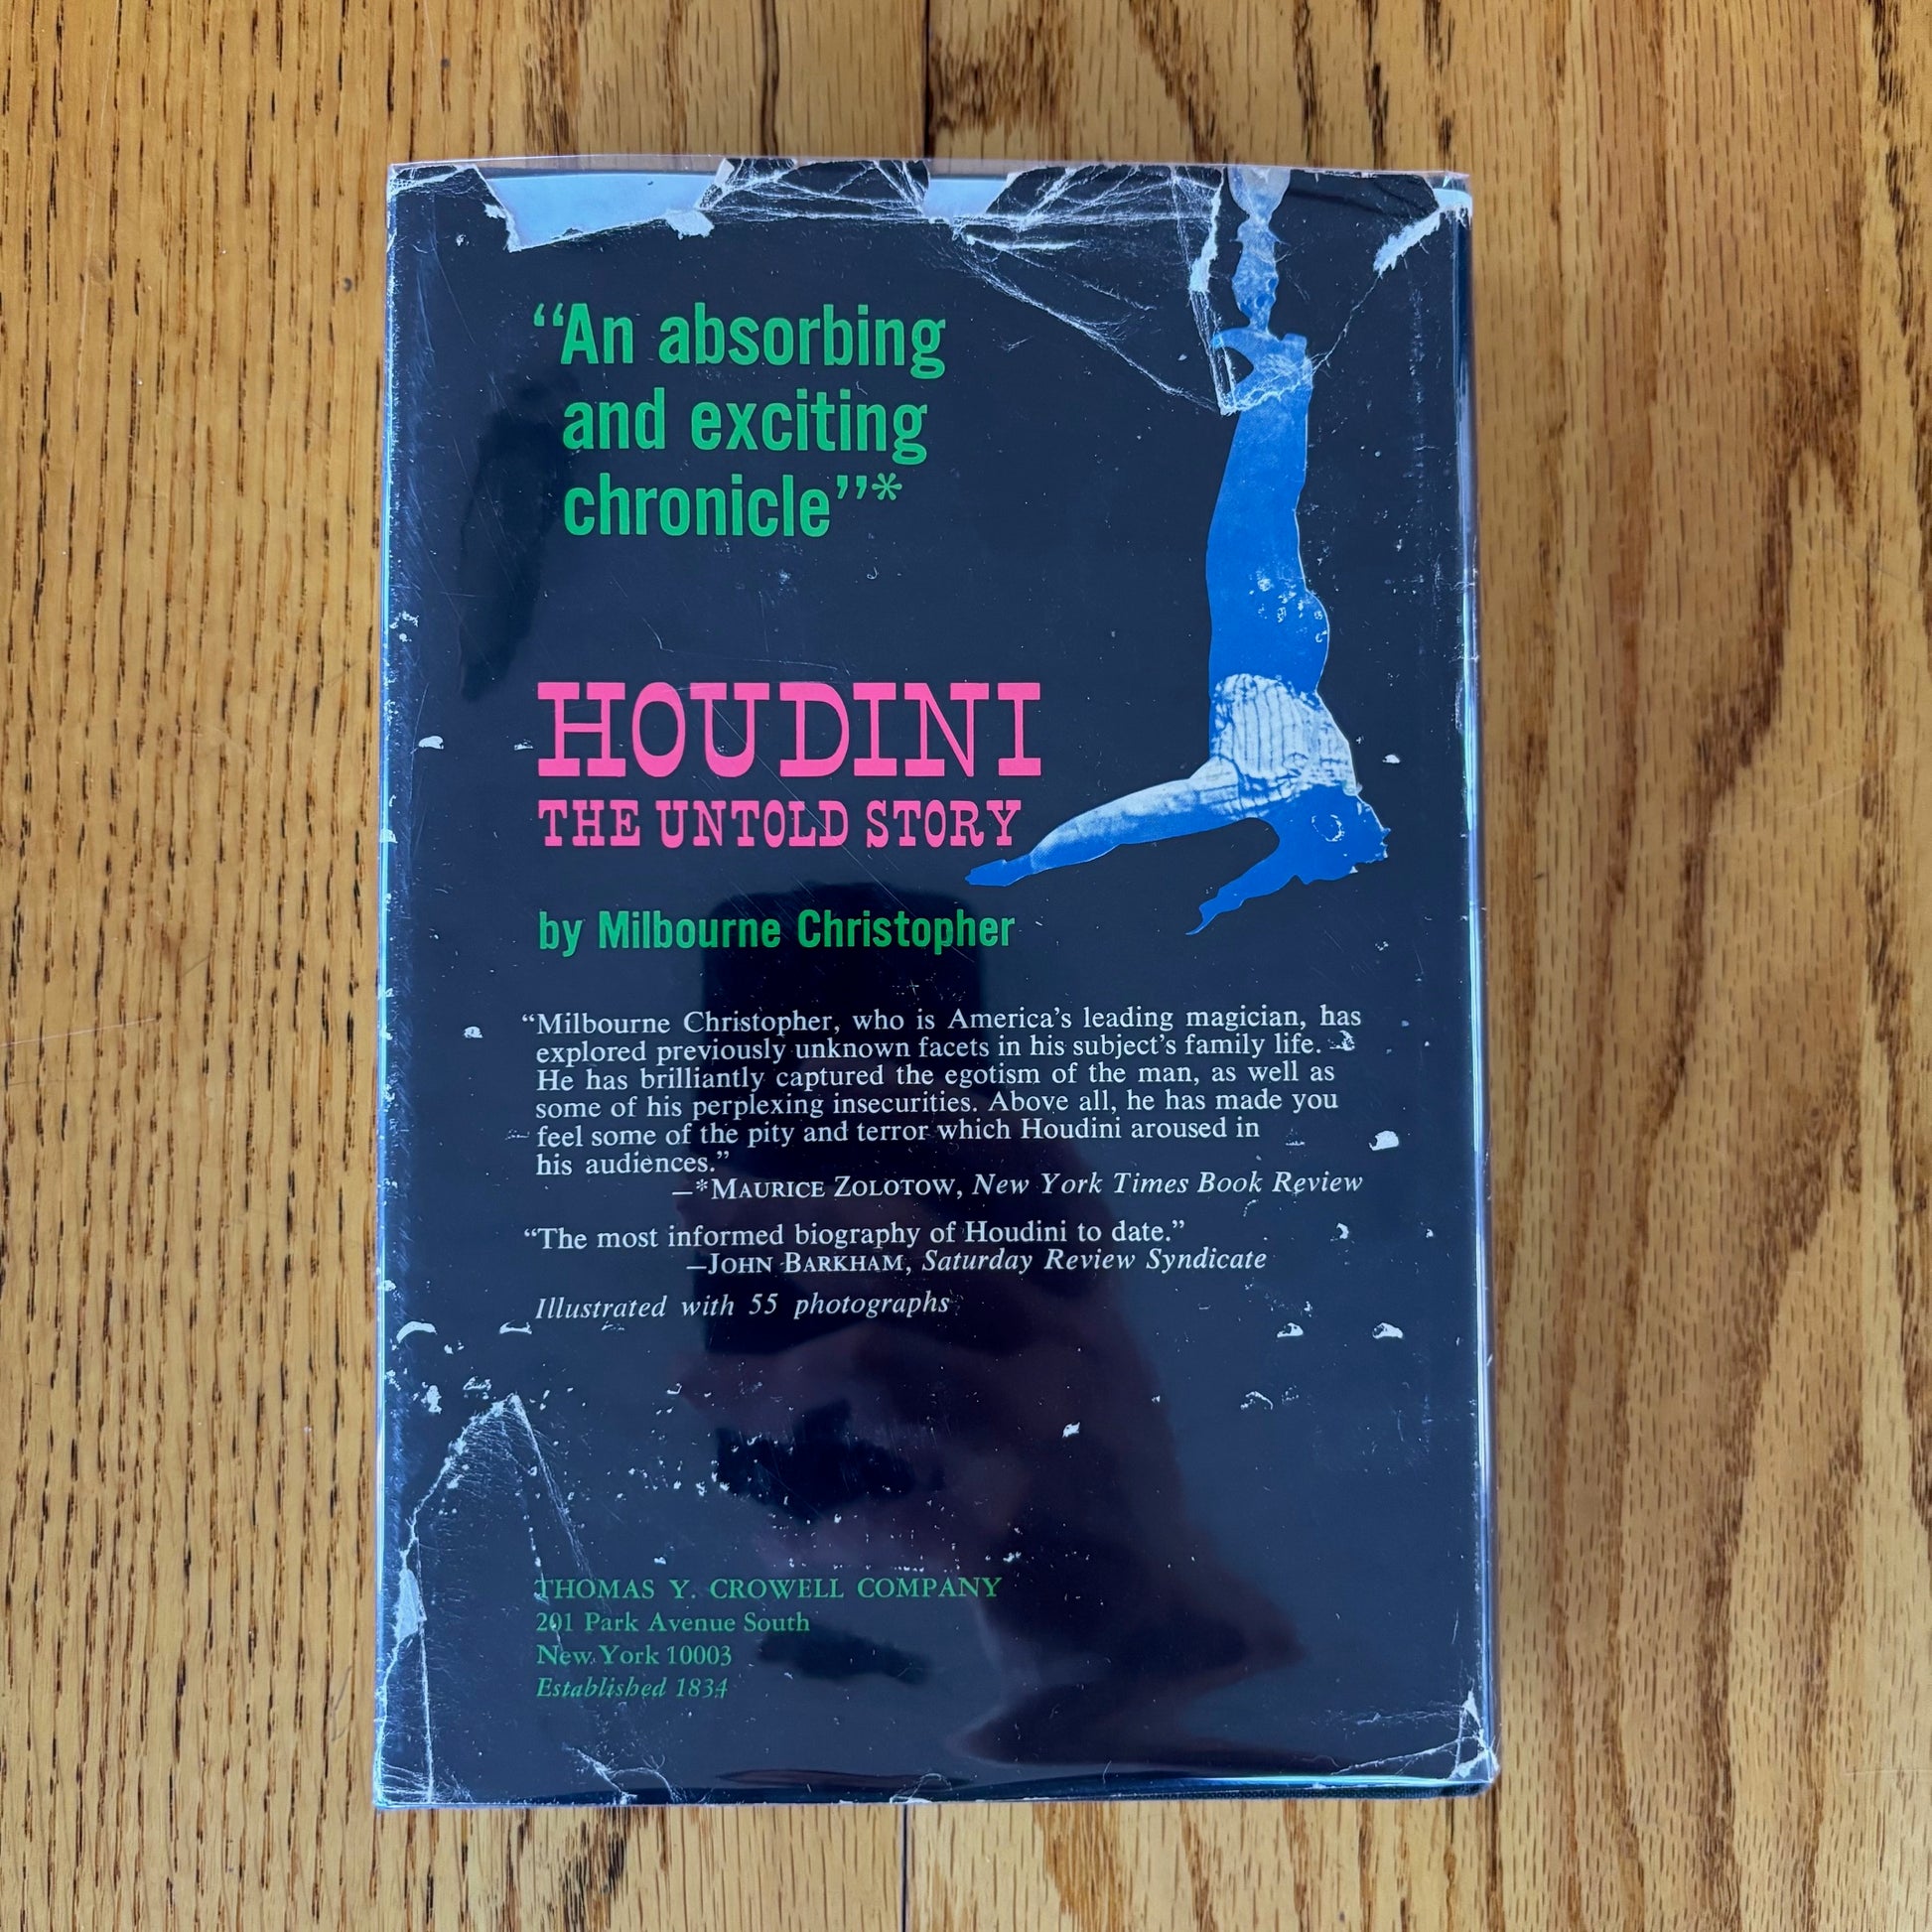 “An absorbing
and exciting
chronicle”*
HOUDINI
THE UNTOLD STORY
by Milbourne Christopher
“Milbourne Christopher, who is America’s leading magician, has
explored previously unknown facets in his subject’s family life.
He has brilliantly captured the egotism of the man, as well as
some of his perplexing insecurities. Above all, he has made you
feel some of the pity and terror which Houdini aroused in
his audiences.”
—*MAURICE ZOLOTOW, New York Times Book Review
“The most informed biography of Houdini to date.”
—JOHN BARKHAM, Saturday Review Syndicate
Illustrated with 55 photographs
THOMAS Y. CROWELL COMPANY
201 Park Avenue South
New York 10003
Established 1834